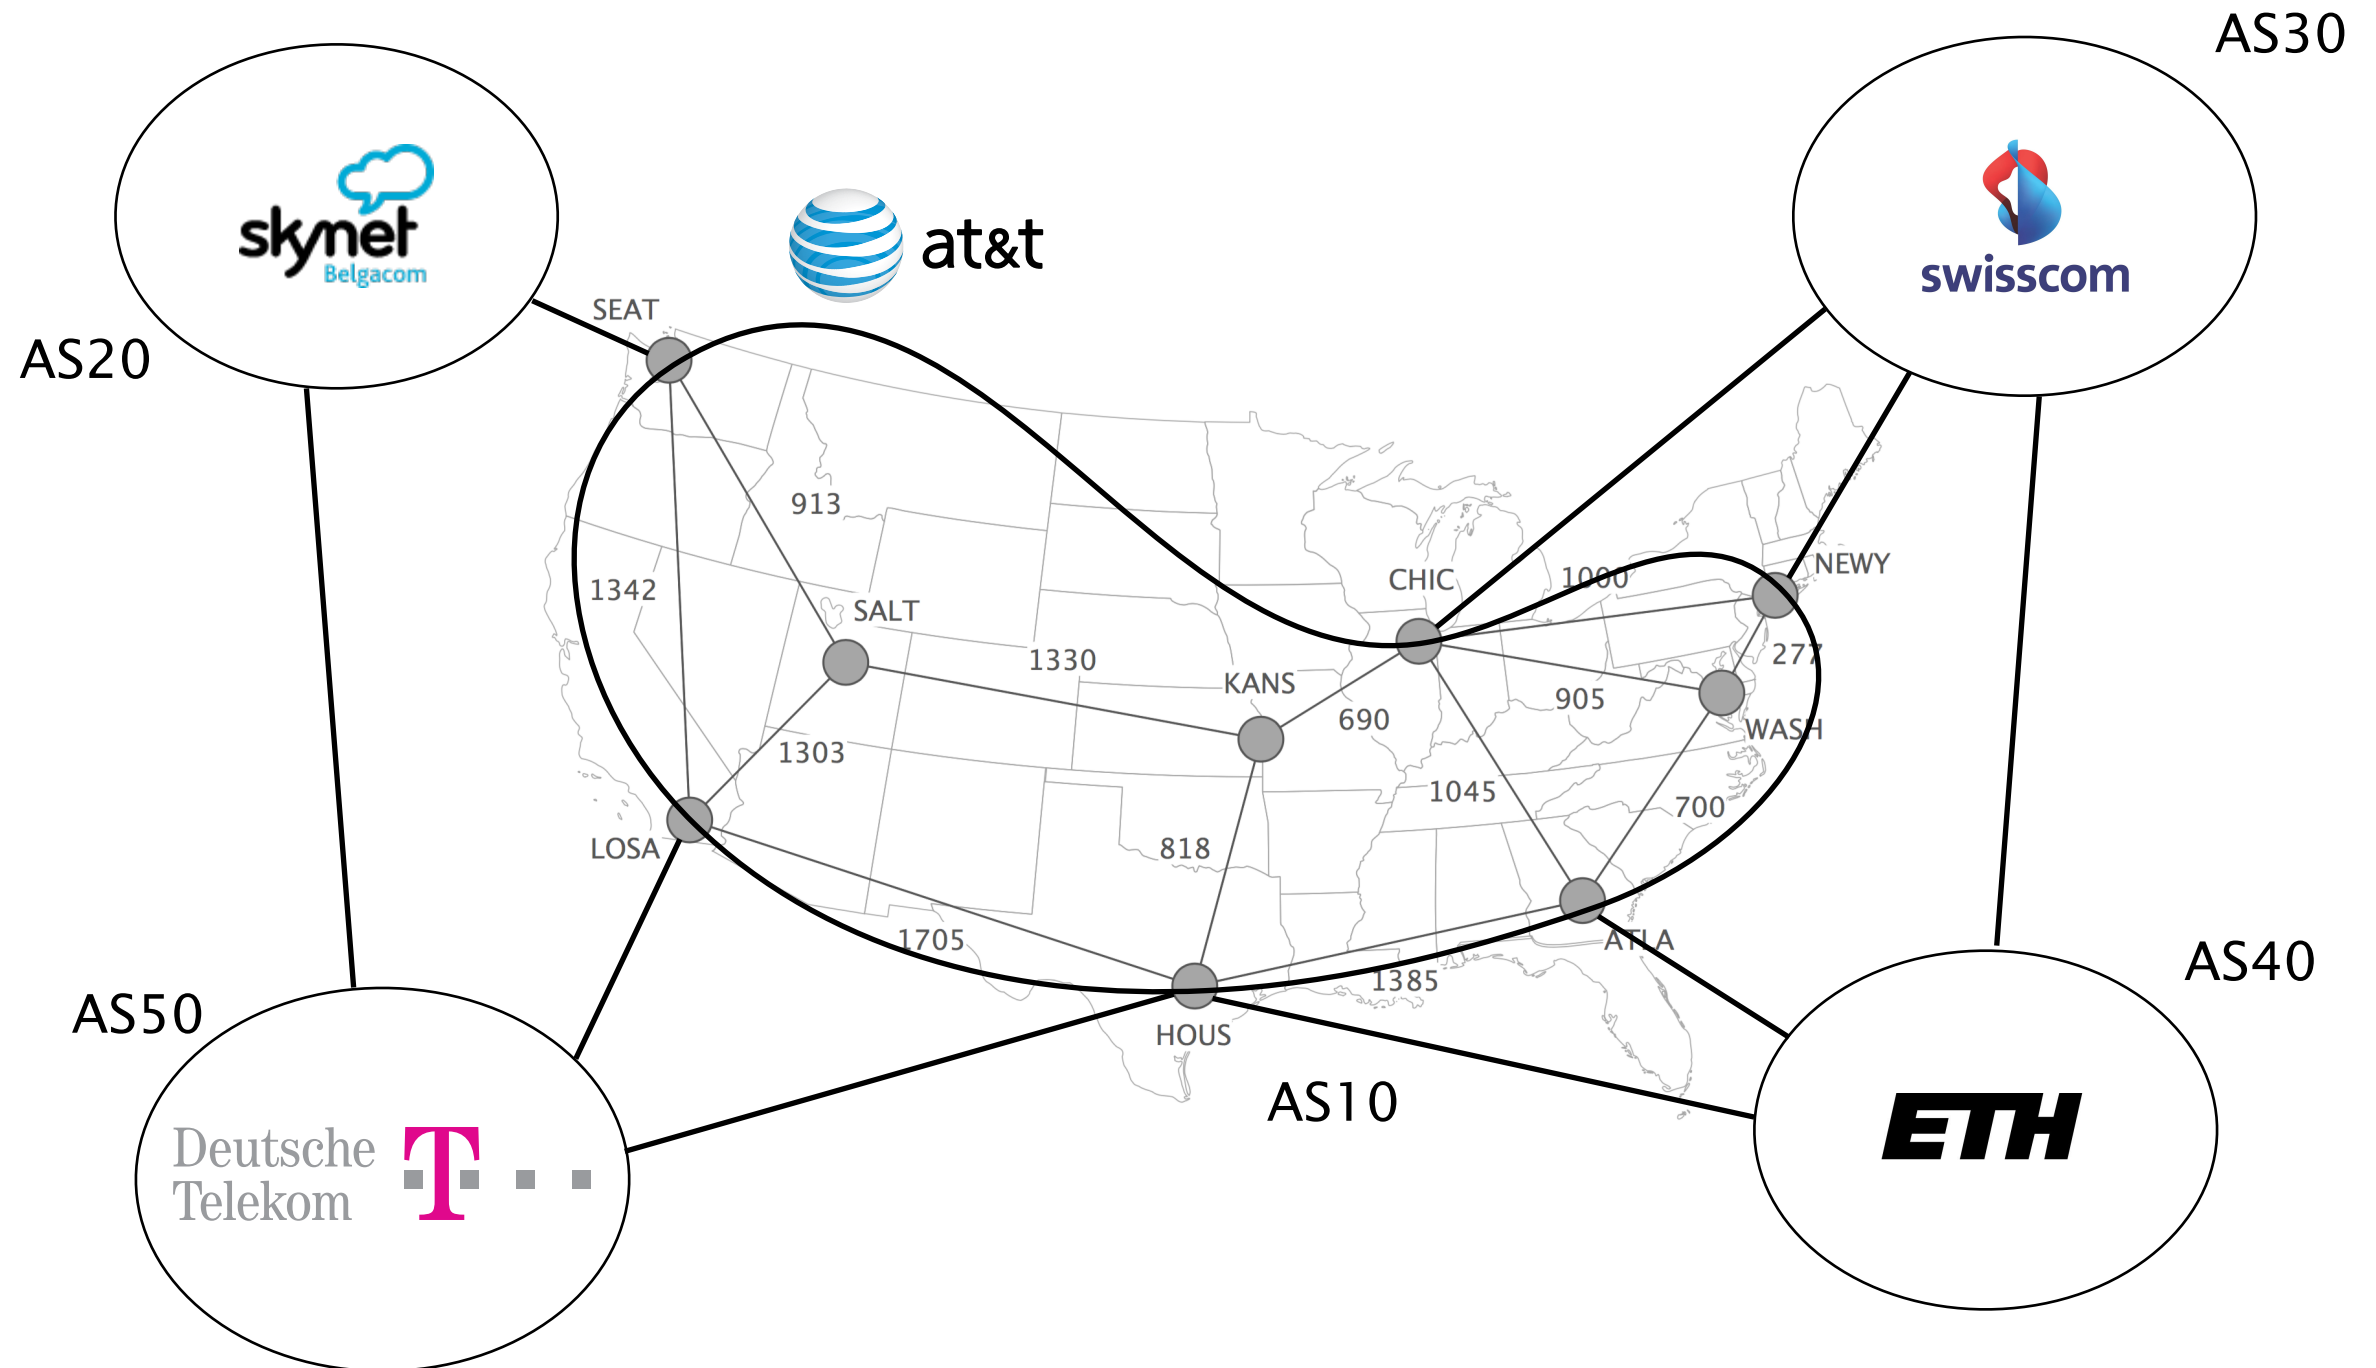 AS30
skynet
Belgacom
at&t
swisscom
SEAT
AS20
913
CHIC
1000
NEWY
1342
SALT
1330
KANS
277
690
905
WASH
1303
1045
700
LOSA
818
1705
ATLA
1385
AS40
AS50
HOUS
AS10
Deutsche
Telekom
T
ETH